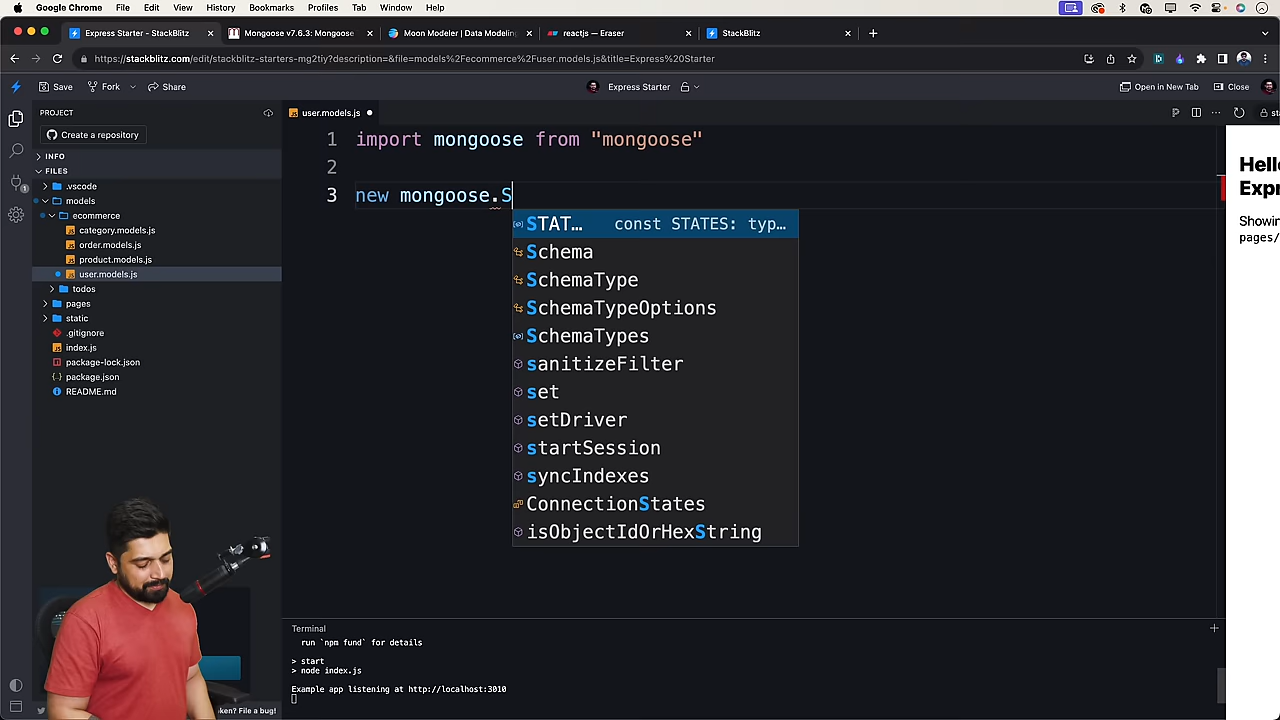 Google Chrome File Edit View History Bookmarks Profiles Tab Window Help
Express Starter - StackBlitz
Mongoose v7.6.3: Mongoose
Moon Modeler | Data Modeling
reactjs — Eraser
StackBlitz
https://stackblitz.com/edit/stackblitz-starters-mg2tiy?description=&file=models%2Fecommerce%2Fuser.models.js&title=Express%20Starter
Save Fork Share
Express Starter
Open in New Tab Close
PROJECT
Create a repository
INFO
FILES
.vscode
models
ecommerce
category.models.js
order.models.js
product.models.js
user.models.js
todos
pages
static
.gitignore
index.js
package-lock.json
package.json
README.md
user.models.js
1 import mongoose from "mongoose"
2
3 new mongoose.S
STAT… const STATES: typ…
Schema
SchemaType
SchemaTypeOptions
SchemaTypes
sanitizeFilter
set
setDriver
startSession
syncIndexes
ConnectionStates
isObjectIdOrHexString
Terminal
run `npm fund` for details
> start
> node index.js
Example app listening at http://localhost:3010
Hello
Expr
Showin
pages/
ken? File a bug!